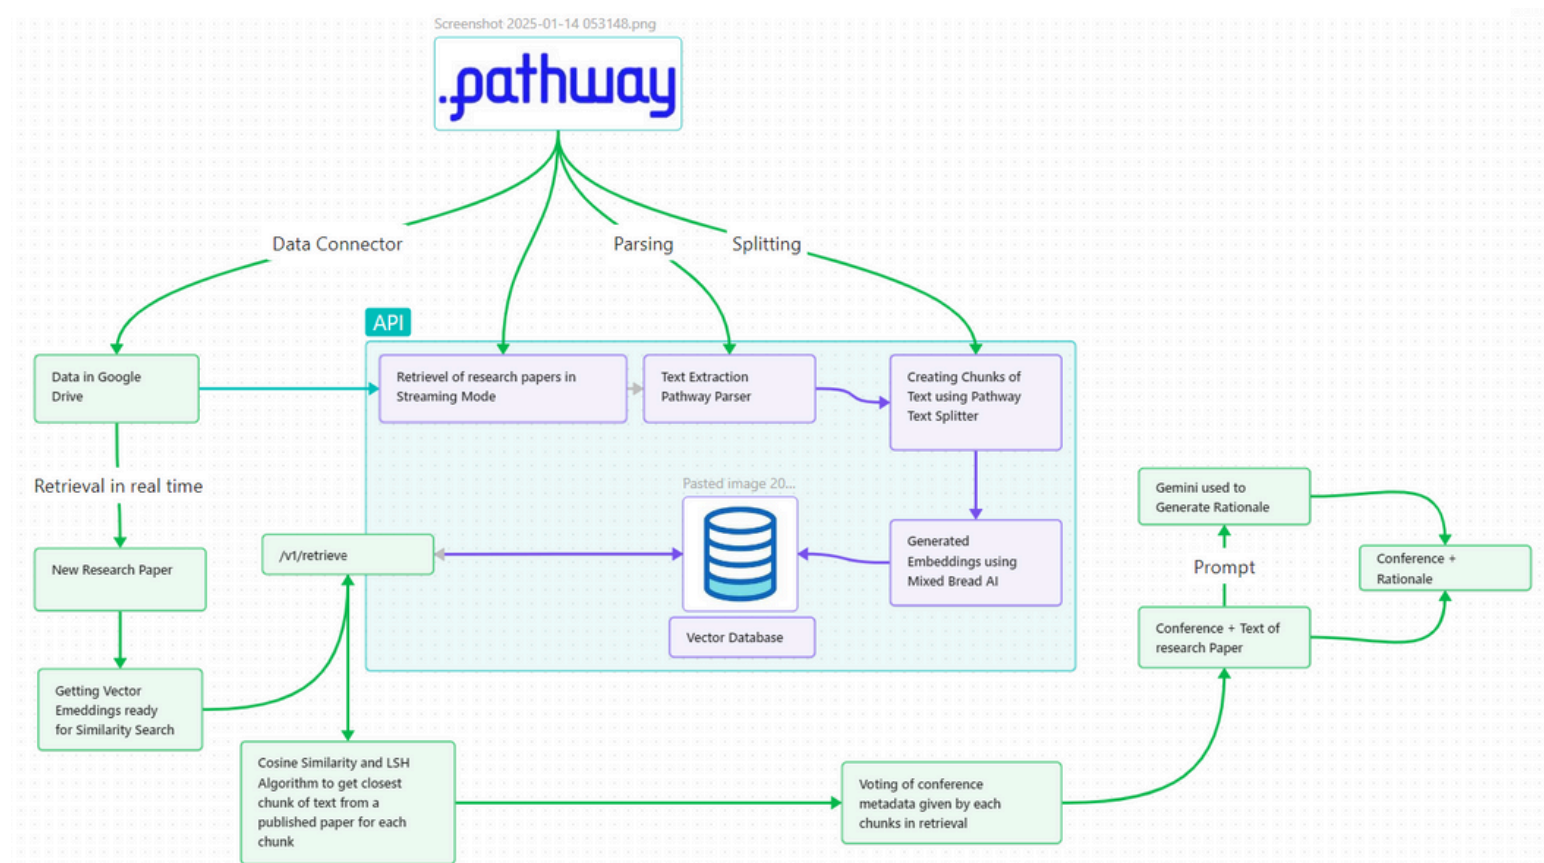 Screenshot 2025-01-14 053148.png
..pathway
Data Connector
Parsing
Splitting
API
Data in Google
Drive
Retrievel of research papers in
Streaming Mode
Text Extraction
Pathway Parser
Creating Chunks of
Text using Pathway
Text Splitter
Retrieval in real time
Pasted image 20...
Gemini used to
Generate Rationale
New Research Paper
/v1/retrieve
Generated
Embeddings using
Mixed Bread AI
Prompt
Conference +
Rationale
Vector Database
Conference + Text of
research Paper
Getting Vector
Emeddings ready
for Similarity Search
Cosine Similarity and LSH
Algorithm to get closest
chunk of text from a
published paper for each
chunk
Voting of conference
metadata given by each
chunks in retrieval